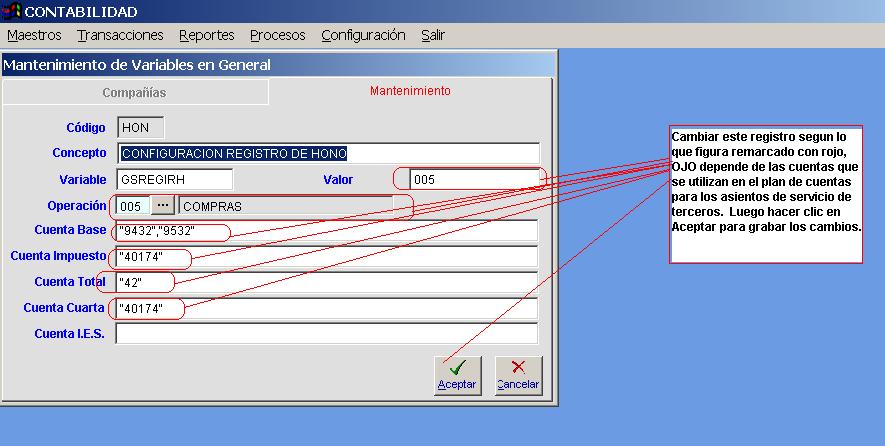 CONTABILIDAD
Maestros Transacciones Reportes Procesos Configuración Salir
Mantenimiento de Variables en General
Compañías Mantenimiento
Código HON
Concepto CONFIGURACION REGISTRO DE HONO
Variable GSREGIRH Valor 005
Operación 005 ... COMPRAS
Cuenta Base "9432","9532"
Cuenta Impuesto "40174"
Cuenta Total "42"
Cuenta Cuarta "40174"
Cuenta I.E.S.
Aceptar Cancelar
Cambiar este registro segun lo
que figura remarcado con rojo,
OJO depende de las cuentas que
se utilizan en el plan de cuentas
para los asientos de servicio de
terceros. Luego hacer clic en
Aceptar para grabar los cambios.